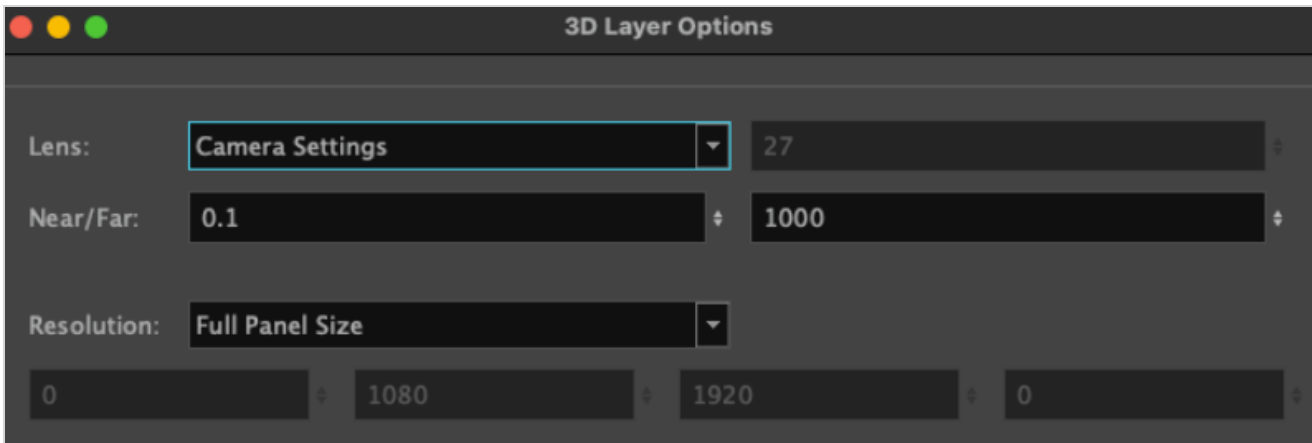 3D Layer Options
Lens: Camera Settings 27
Near/Far: 0.1 1000
Resolution: Full Panel Size
0 1080 1920 0